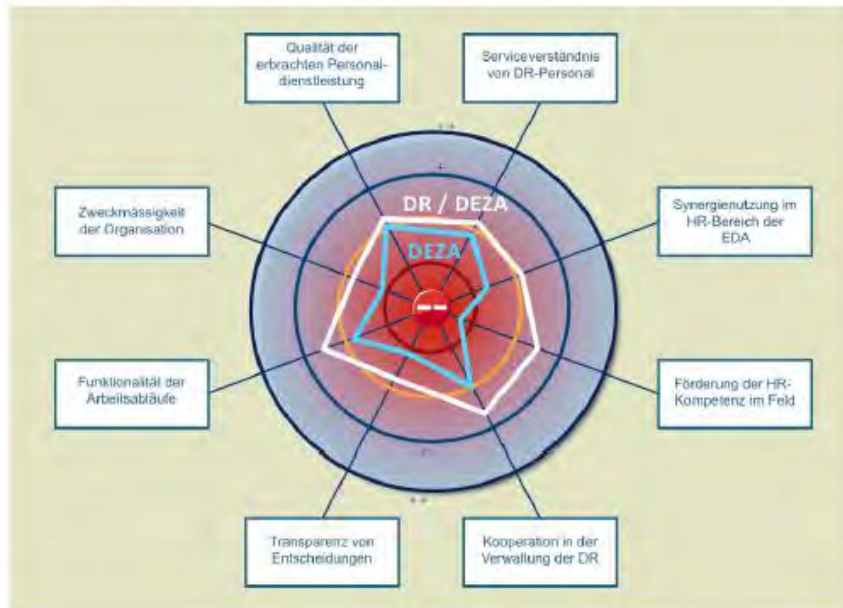 Qualität der
erbrachten Personal-
dienstleistung
Serviceverständnis
von DR-Personal
++
+
Zweckmässigkeit
der Organisation
DR / DEZA
Synergienutzung im
HR-Bereich der
EDA
DEZA
--
Funktionalität der
Arbeitsabläufe
Förderung der HR-
Kompetenz im Feld
++
Transparenz von
Entscheidungen
Kooperation in der
Verwaltung der DR